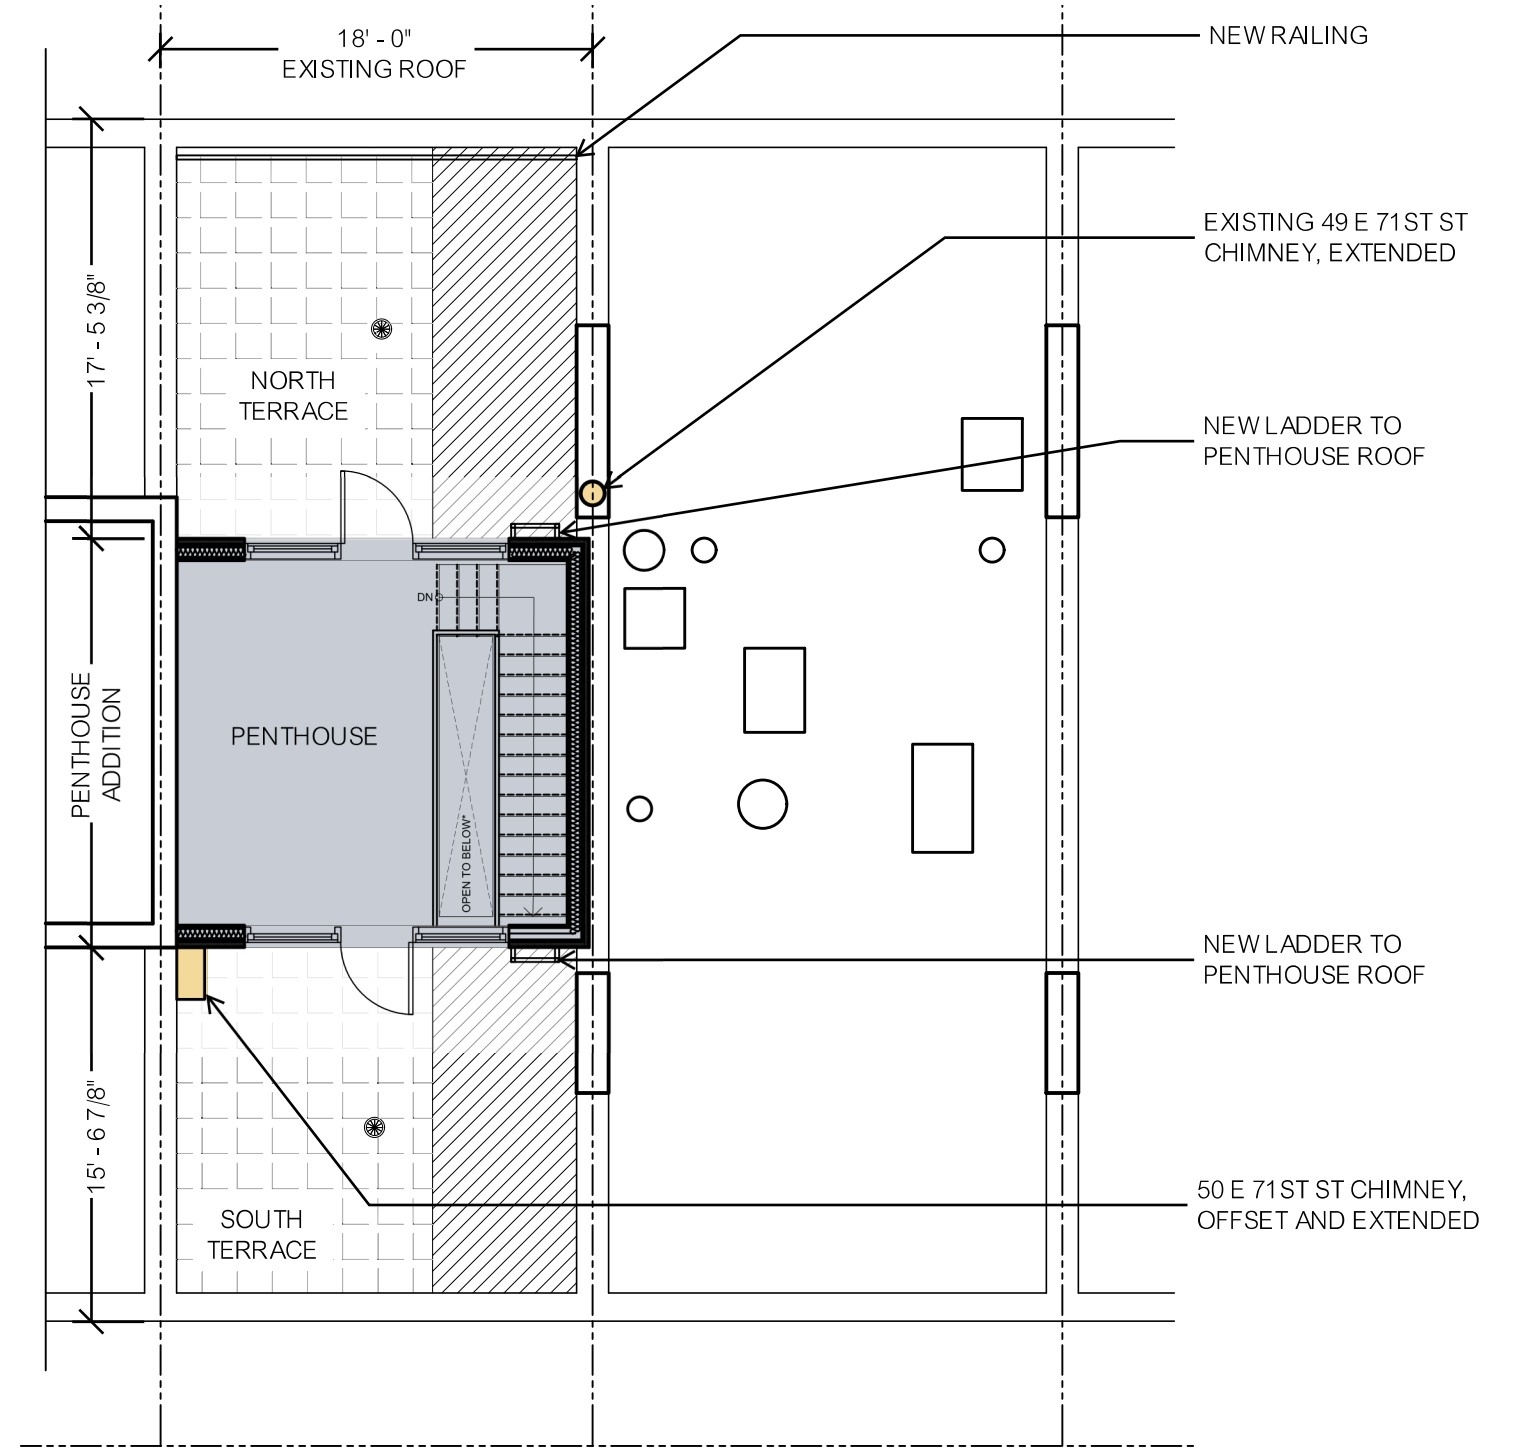 18' - 0"
EXISTING ROOF
NEW RAILING
EXISTING 49 E 71ST ST
CHIMNEY, EXTENDED
17' - 5 3/8"
NORTH
TERRACE
NEW LADDER TO
PENTHOUSE ROOF
DN
PENTHOUSE
ADDITION
PENTHOUSE
OPEN TO BELOW*
NEW LADDER TO
PENTHOUSE ROOF
15' - 6 7/8"
SOUTH
TERRACE
50 E 71ST ST CHIMNEY,
OFFSET AND EXTENDED